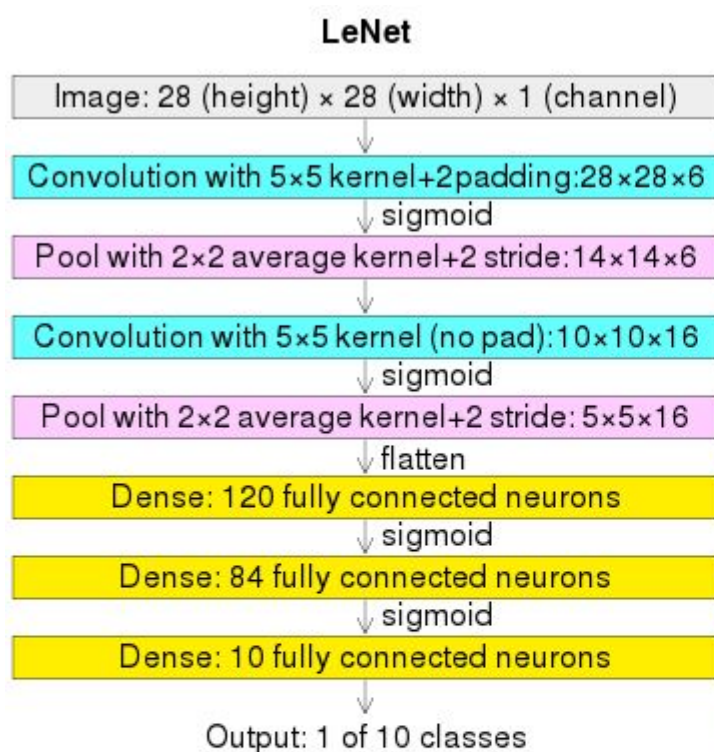 LeNet
Image: 28 (height) × 28 (width) × 1 (channel)
Convolution with 5×5 kernel+2padding:28×28×6
sigmoid
Pool with 2×2 average kernel+2 stride:14×14×6
Convolution with 5×5 kernel (no pad):10×10×16
sigmoid
Pool with 2×2 average kernel+2 stride: 5×5×16
flatten
Dense: 120 fully connected neurons
sigmoid
Dense: 84 fully connected neurons
sigmoid
Dense: 10 fully connected neurons
Output: 1 of 10 classes